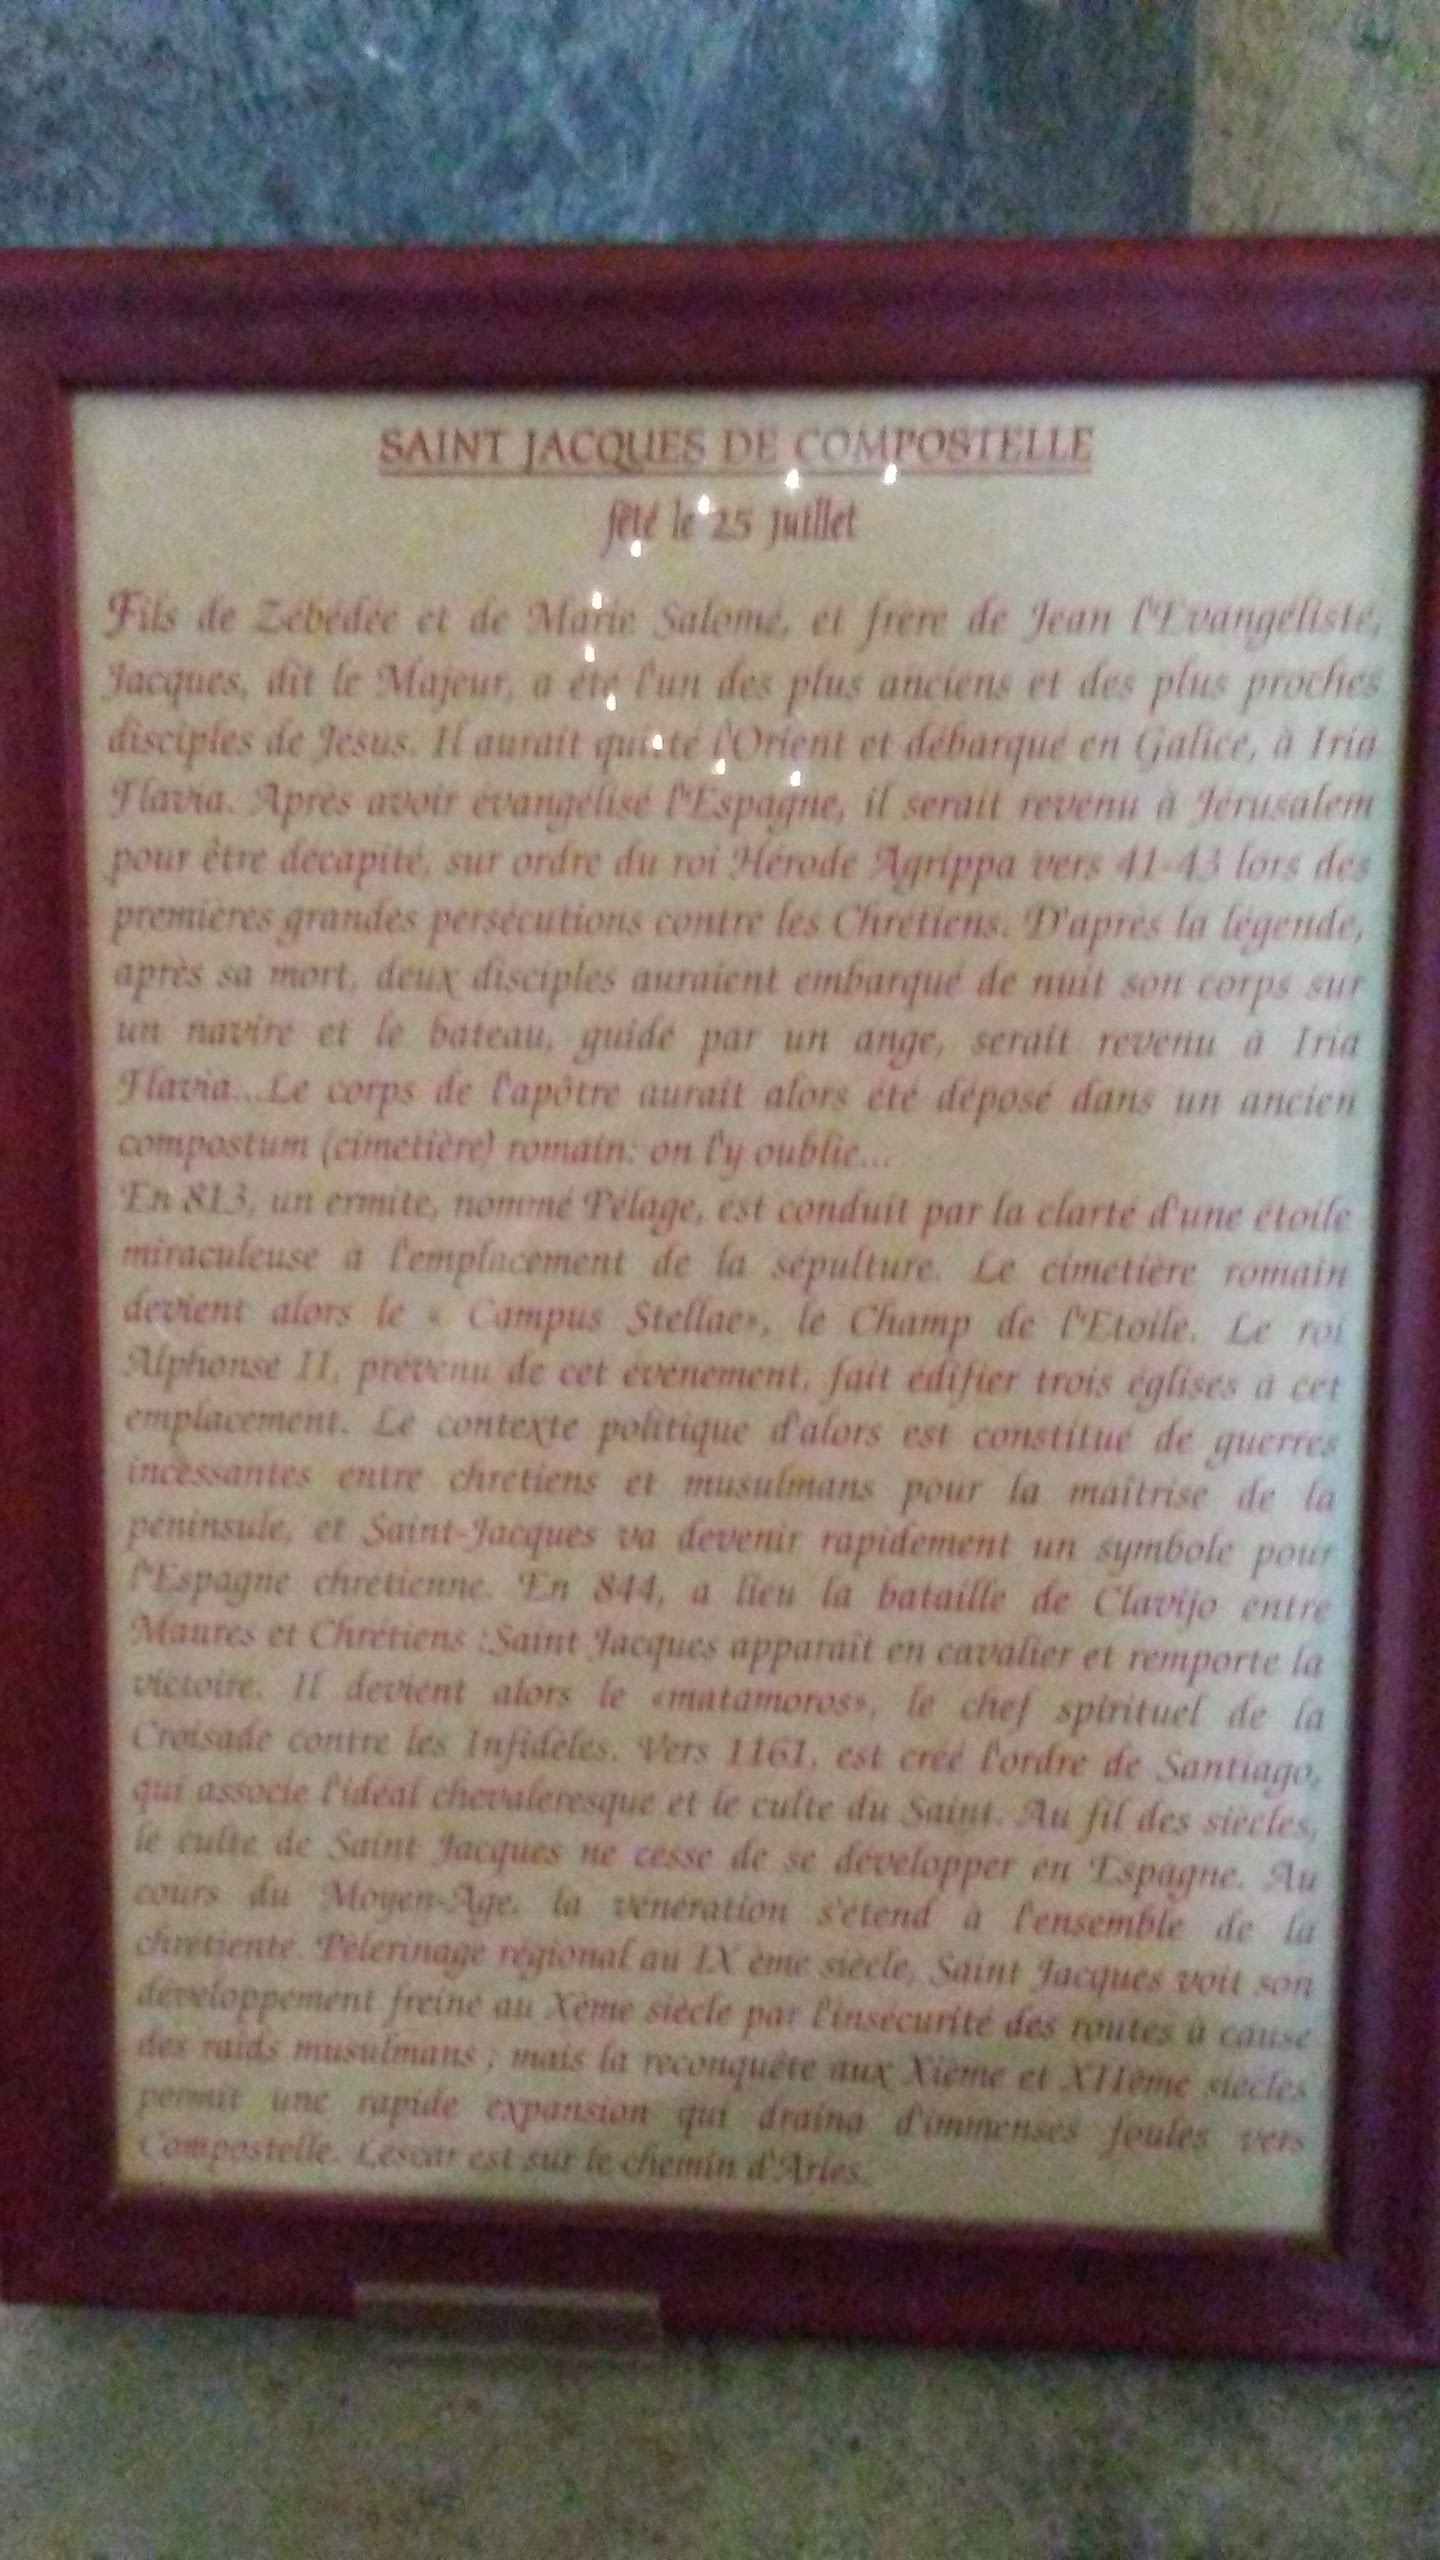 SAINT JACQUES DE COMPOSTELLE
fêté le 25 Juillet
Fils de Zébédée et de Marie Salomé, et frère de Jean l'Evangéliste,
Jacques, dit le Majeur, a été l'un des plus anciens et des plus proches
disciples de Jésus. Il aurait quitté l'Orient et débarqué en Galice, à Iria
Flavia. Après avoir évangélisé l'Espagne, il serait revenu à Jérusalem
pour être décapité, sur ordre du roi Hérode Agrippa vers 41-43 lors des
premières grandes persécutions contre les Chrétiens. D'après la légende,
après sa mort, deux disciples auraient embarqué de nuit son corps sur
un navire et le bateau, guidé par un ange, serait revenu à Iria
Flavia...Le corps de l'apôtre aurait alors été déposé dans un ancien
compostum (cimetière) romain: on l'y oublie...
En 813, un ermite, nommé Pélage, est conduit par la clarté d'une étoile
miraculeuse à l'emplacement de la sépulture. Le cimetière romain
devient alors le « Campus Stellae», le Champ de l'Etoile. Le roi
Alphonse II, prévenu de cet évènement, fait édifier trois églises à cet
emplacement. Le contexte politique d'alors est constitué de guerres
incessantes entre chrétiens et musulmans pour la maîtrise de la
péninsule, et Saint-Jacques va devenir rapidement un symbole pour
l'Espagne chrétienne. En 844, a lieu la bataille de Clavijo entre
Maures et Chrétiens :Saint Jacques apparaît en cavalier et remporte la
victoire. Il devient alors le «matamoros», le chef spirituel de la
Croisade contre les Infidèles. Vers 1161, est créé l'ordre de Santiago,
qui associe l'idéal chevaleresque et le culte du Saint. Au fil des siècles,
le culte de Saint Jacques ne cesse de se développer en Espagne. Au
cours du Moyen-Age, la vénération s'étend à l'ensemble de la
chrétienté. Pèlerinage régional au IX ème siècle, Saint Jacques voit son
développement freiné au Xème siècle par l'insécurité des routes à cause
des raids musulmans ; mais la reconquête aux XIème et XIIème siècles
permit une rapide expansion qui draina d'immenses foules vers
Compostelle. Lescar est sur le chemin d'Arles.